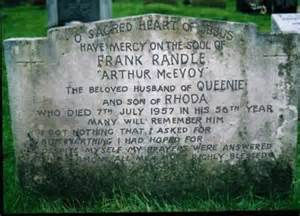 O SACRED HEART OF JESUS
HAVE MERCY ON THE SOUL OF
FRANK RANDLE
"ARTHUR McEVOY"
THE BELOVED HUSBAND OF QUEENIE
AND SON OF RHODA
WHO DIED 7TH JULY 1957 IN HIS 56TH YEAR
MANY WILL REMEMBER HIM
I GOT NOTHING THAT I ASKED FOR
BUT EVERYTHING I HAD HOPED FOR
DESPITE MYSELF MY PRAYERS WERE ANSWERED
BLESSED